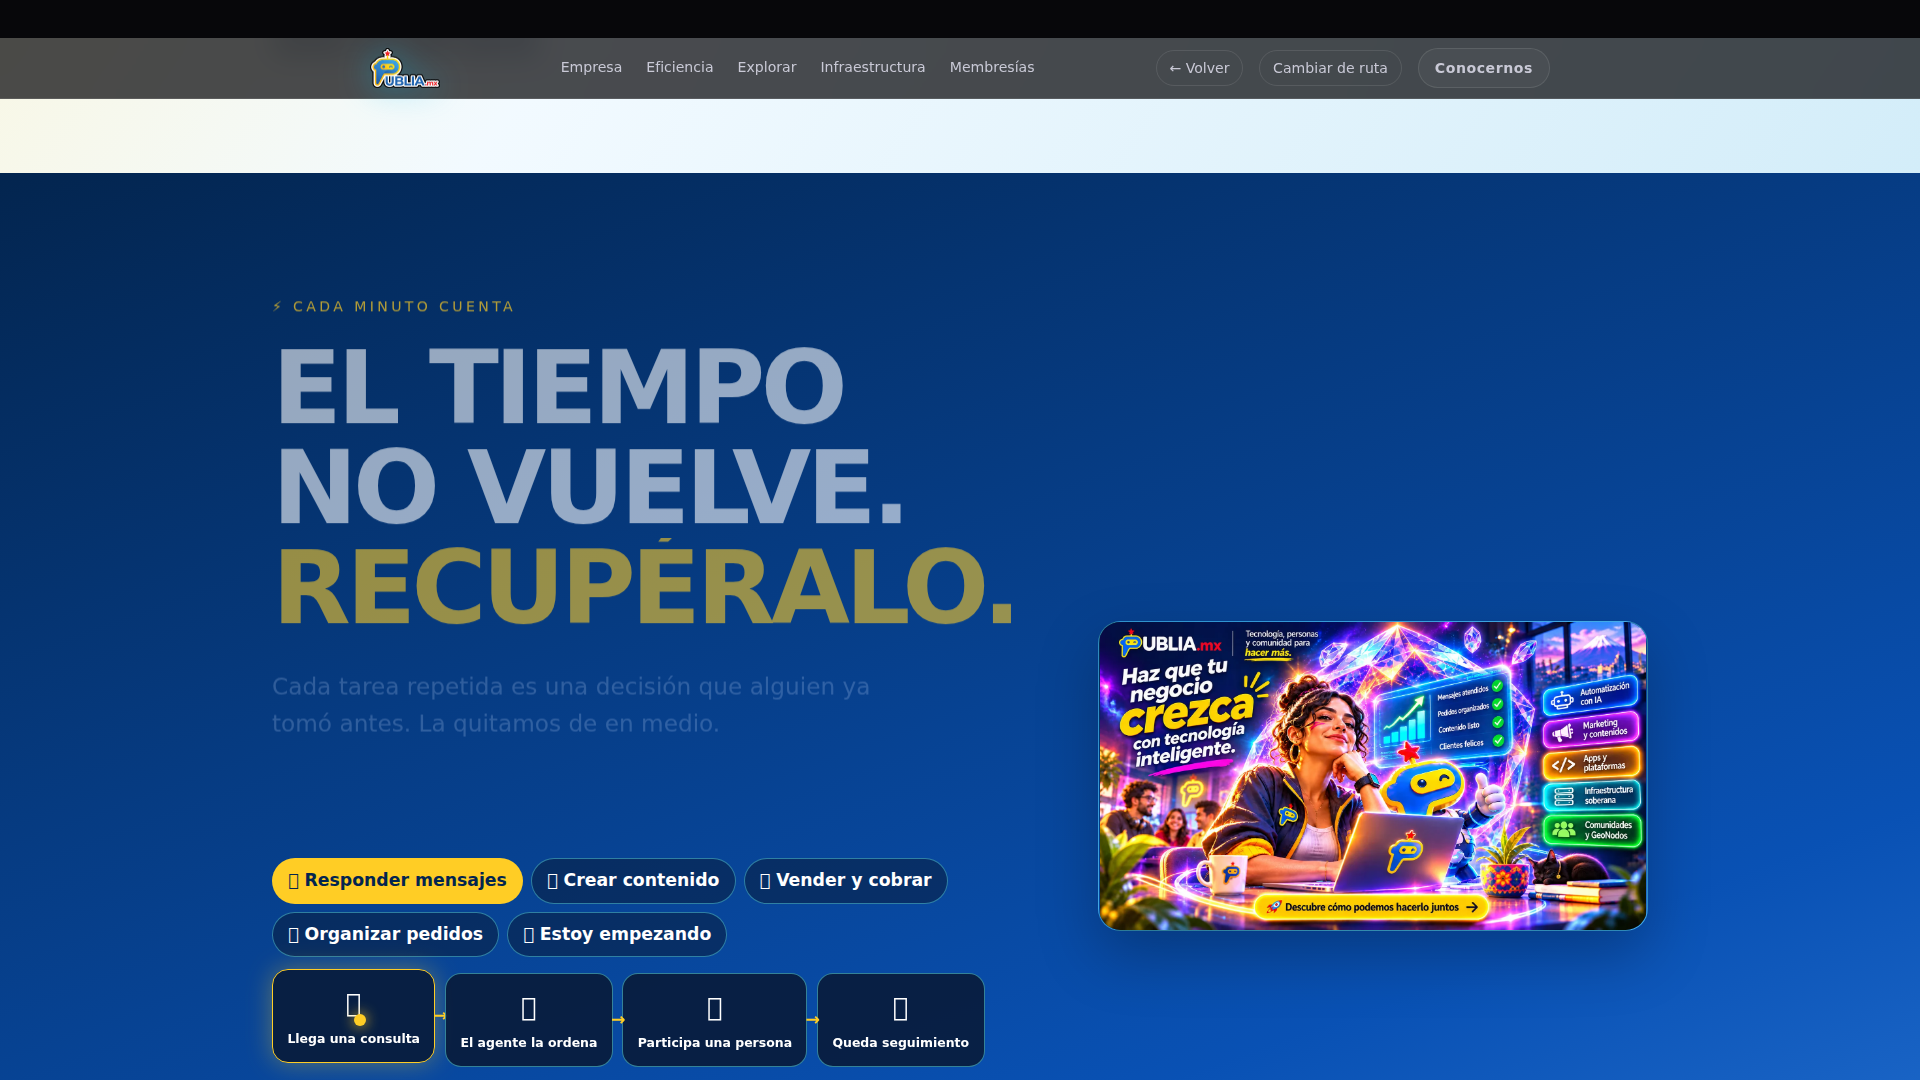 PUBLIA.mx
Empresa
Eficiencia
Explorar
Infraestructura
Membresías
← Volver
Cambiar de ruta
Conocernos
⚡ CADA MINUTO CUENTA
EL TIEMPO
NO VUELVE.
RECUPÉRALO.
Cada tarea repetida es una decisión que alguien ya
tomó antes. La quitamos de en medio.
Responder mensajes
Crear contenido
Vender y cobrar
Organizar pedidos
Estoy empezando
Llega una consulta
→
El agente la ordena
→
Participa una persona
→
Queda seguimiento
PUBLIA.mx
Tecnología, personas
y comunidad para
hacer más.
Haz que tu
negocio
crezca
con tecnología
inteligente.
Mensajes atendidos
Pedidos organizados
Contenido listo
Clientes felices
Automatización
con IA
Marketing
y contenidos
Apps y
plataformas
Infraestructura
soberana
Comunidades
y GeoNodos
Descubre cómo podemos hacerlo juntos →